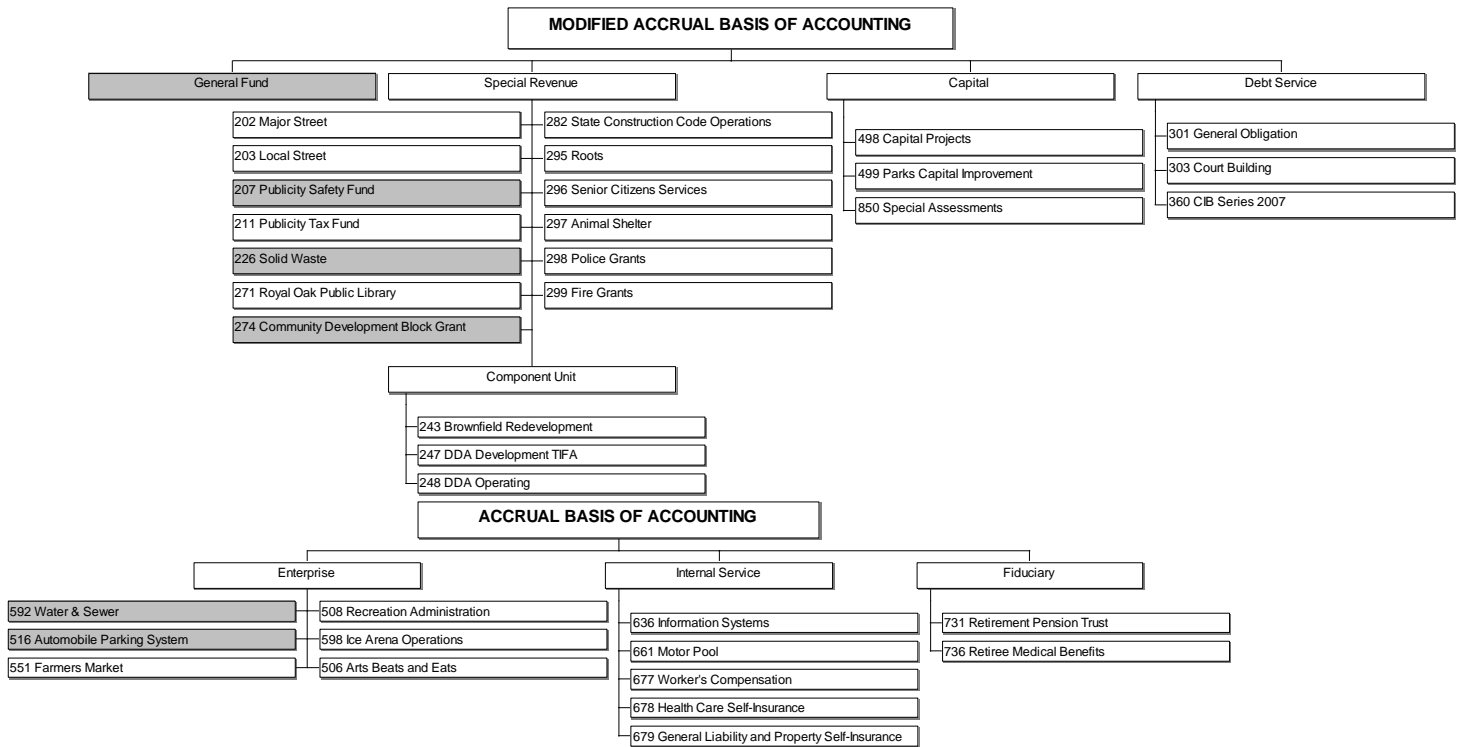 MODIFIED ACCRUAL BASIS OF ACCOUNTING
General Fund
Special Revenue
Capital
Debt Service
202 Major Street
203 Local Street
207 Publicity Safety Fund
211 Publicity Tax Fund
226 Solid Waste
271 Royal Oak Public Library
274 Community Development Block Grant
282 State Construction Code Operations
295 Roots
296 Senior Citizens Services
297 Animal Shelter
298 Police Grants
299 Fire Grants
498 Capital Projects
499 Parks Capital Improvement
850 Special Assessments
301 General Obligation
303 Court Building
360 CIB Series 2007
Component Unit
243 Brownfield Redevelopment
247 DDA Development TIFA
248 DDA Operating
ACCRUAL BASIS OF ACCOUNTING
Enterprise
Internal Service
Fiduciary
592 Water & Sewer
516 Automobile Parking System
551 Farmers Market
508 Recreation Administration
598 Ice Arena Operations
506 Arts Beats and Eats
636 Information Systems
661 Motor Pool
677 Worker's Compensation
678 Health Care Self-Insurance
679 General Liability and Property Self-Insurance
731 Retirement Pension Trust
736 Retiree Medical Benefits